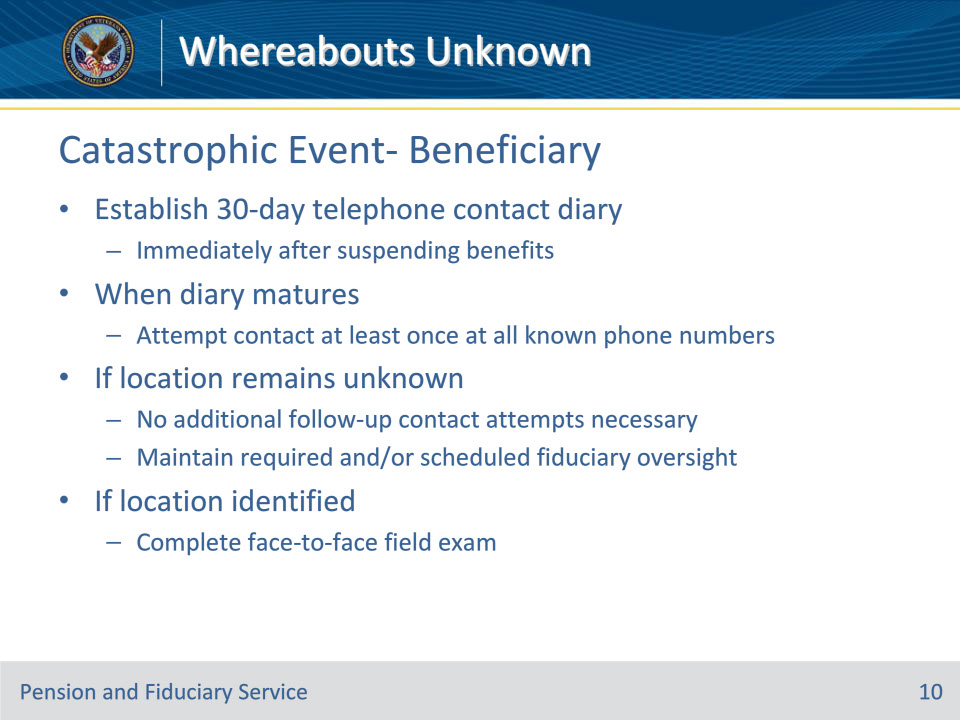 Whereabouts Unknown
Catastrophic Event- Beneficiary
• Establish 30-day telephone contact diary
– Immediately after suspending benefits
• When diary matures
– Attempt contact at least once at all known phone numbers
• If location remains unknown
– No additional follow-up contact attempts necessary
– Maintain required and/or scheduled fiduciary oversight
• If location identified
– Complete face-to-face field exam
Pension and Fiduciary Service
10